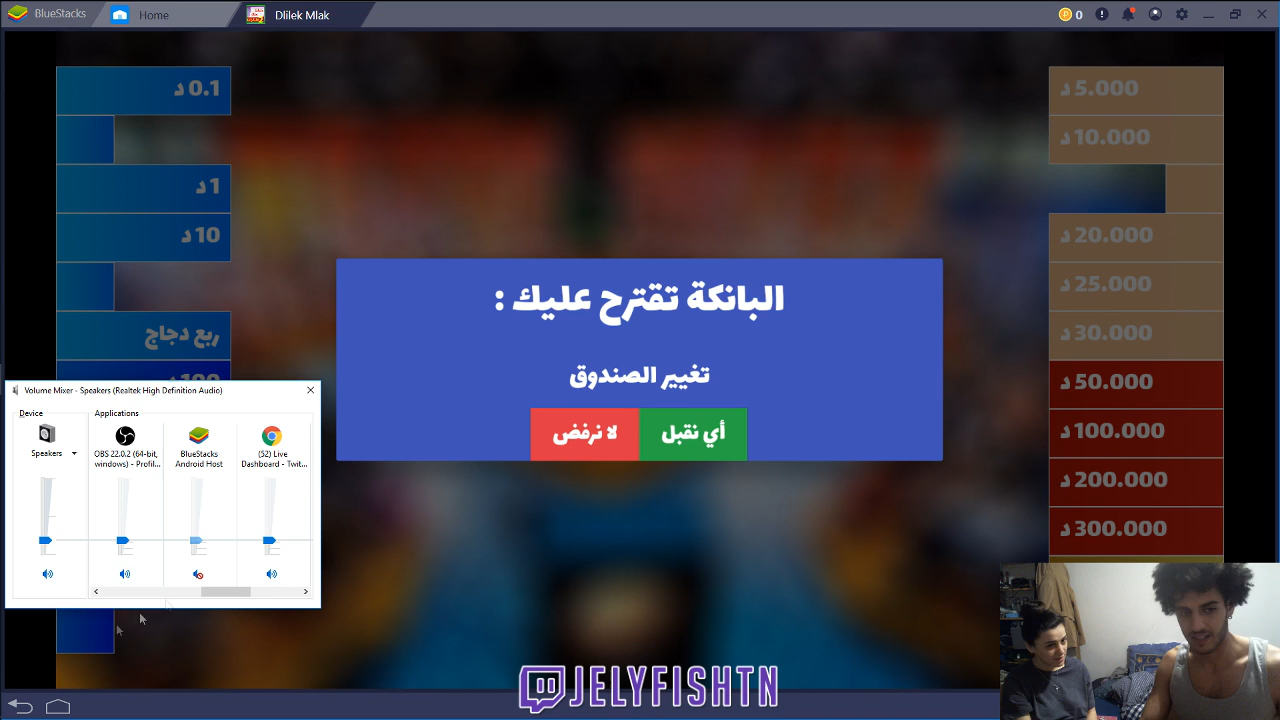 BlueStacks
Home
Dlilek Mlak
0
0.1 د
1 د
10 د
ربع دجاج
5.000 د
10.000 د
20.000 د
25.000 د
30.000 د
50.000 د
100.000 د
200.000 د
300.000 د
البانكة تقترح عليك :
تغيير الصندوق
أي نقبل
لا نرفض
Volume Mixer - Speakers (Realtek High Definition Audio)
Device
Applications
Speakers
OBS 22.0.2 (64-bit,
windows) - Profil...
BlueStacks
Android Host
(52) Live
Dashboard - Twit...
JELYFISHTN